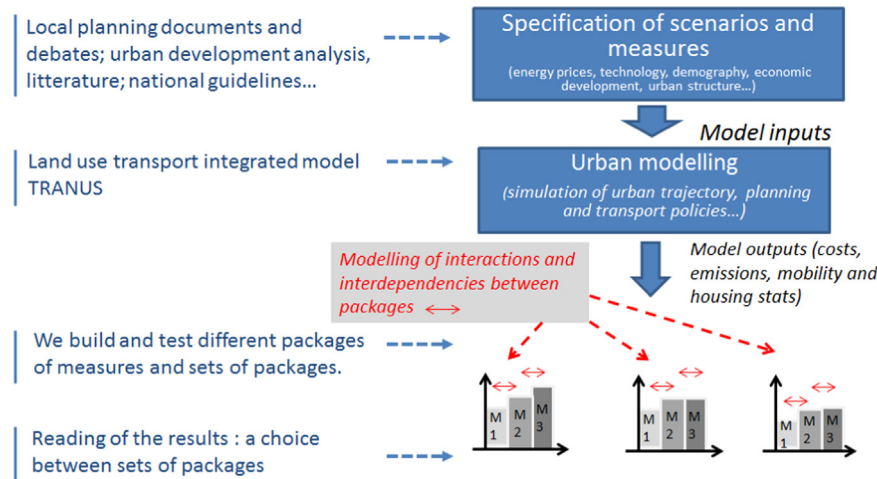 Local planning documents and
debates; urban development analysis,
litterature; national guidelines...
Specification of scenarios and
measures
(energy prices, technology, demography, economic
development, urban structure...)
Model inputs
Land use transport integrated model
TRANUS
Urban modelling
(simulation of urban trajectory, planning
and transport policies...)
Model outputs (costs,
emissions, mobility and
housing stats)
Modelling of interactions and
interdependencies between
packages
We build and test different packages
of measures and sets of packages.
M
1
M
2
M
3
M
1
M
2
M
3
M
1
M
2
M
3
Reading of the results : a choice
between sets of packages